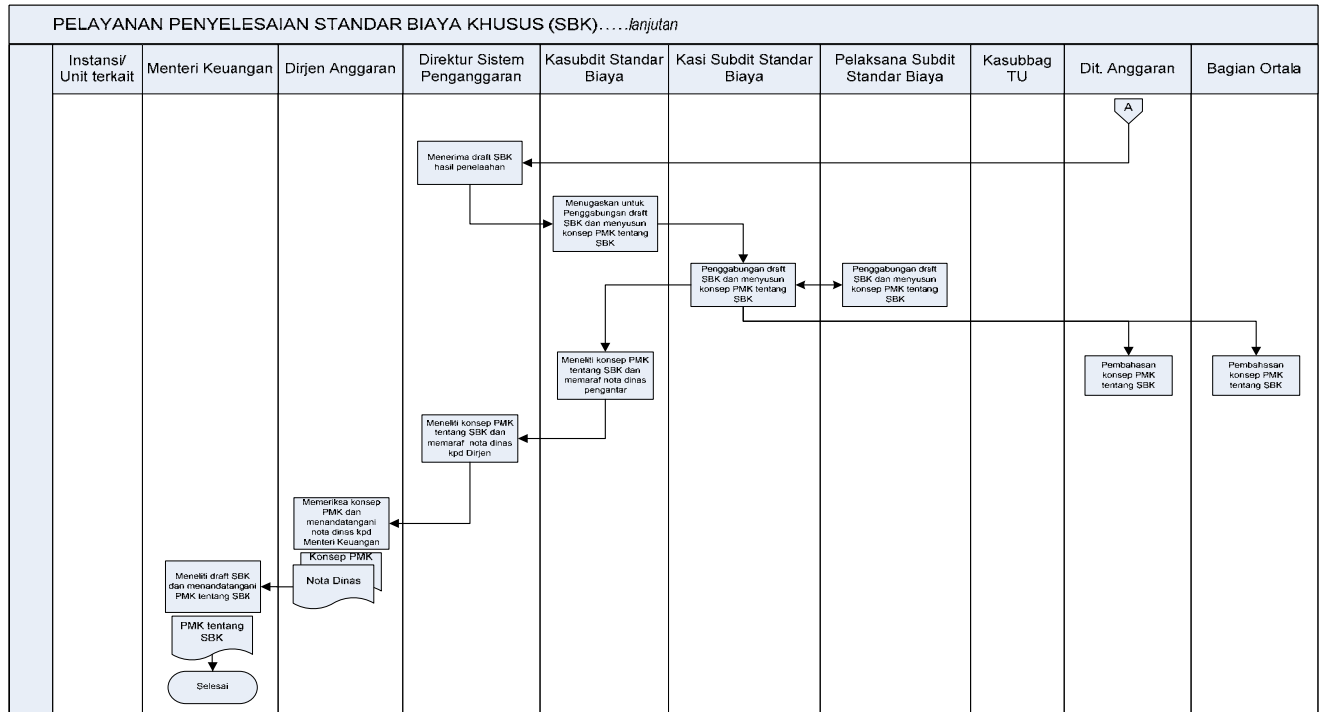 PELAYANAN PENYELESAIAN STANDAR BIAYA KHUSUS (SBK).....lanjutan
Instansi/
Unit terkait
Menteri Keuangan
Dirjen Anggaran
Direktur Sistem
Penganggaran
Kasubdit Standar
Biaya
Kasi Subdit Standar
Biaya
Pelaksana Subdit
Standar Biaya
Kasubbag
TU
Dit. Anggaran
Bagian Ortala
A
Menerima draft SBK
hasil penelaahan
Menugaskan untuk
Penggabungan draft
SBK dan menyusun
konsep PMK tentang
SBK
Penggabungan draft
SBK dan menyusun
konsep PMK tentang
SBK
Penggabungan draft
SBK dan menyusun
konsep PMK tentang
SBK
Meneliti konsep PMK
tentang SBK dan
memaraf nota dinas
pengantar
Pembahasan
konsep PMK
tentang SBK
Pembahasan
konsep PMK
tentang SBK
Meneliti konsep PMK
tentang SBK dan
memaraf nota dinas
kpd Dirjen
Memeriksa konsep
PMK dan
menandatangani
nota dinas kpd
Menteri Keuangan
Konsep PMK
Nota Dinas
Meneliti draft SBK
dan menandatangani
PMK tentang SBK
PMK tentang
SBK
Selesai